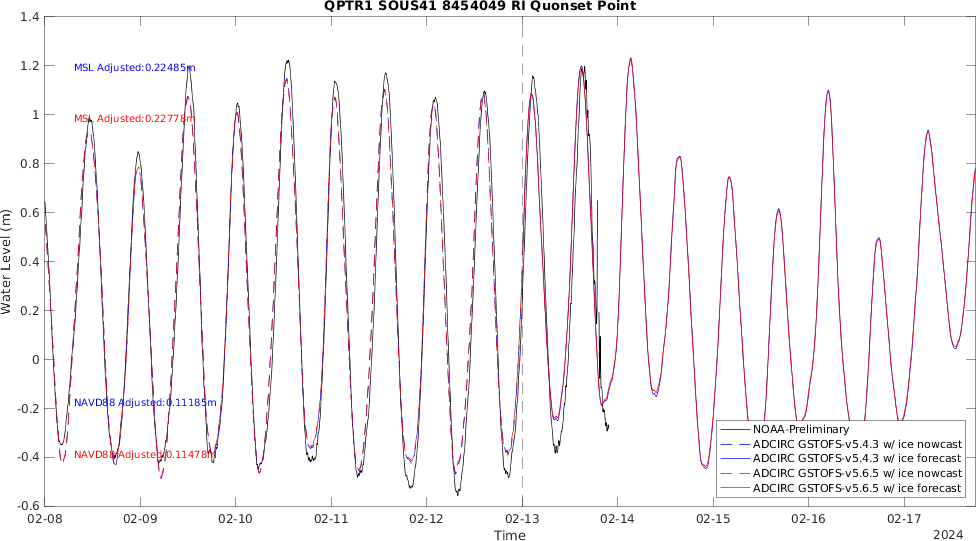 QPTR1 SOUS41 8454049 RI Quonset Point
1.4
1.2
1
0.8
0.6
0.4
0.2
0
-0.2
-0.4
-0.6
Water Level (m)
MSL Adjusted:0.22485m
MSL Adjusted:0.22778m
NAVD88 Adjusted:0.11185m
NAVD88 Adjusted:0.11478m
NOAA-Preliminary
ADCIRC GSTOFS-v5.4.3 w/ ice nowcast
ADCIRC GSTOFS-v5.4.3 w/ ice forecast
ADCIRC GSTOFS-v5.6.5 w/ ice nowcast
ADCIRC GSTOFS-v5.6.5 w/ ice forecast
02-08 02-09 02-10 02-11 02-12 02-13 02-14 02-15 02-16 02-17
Time
2024